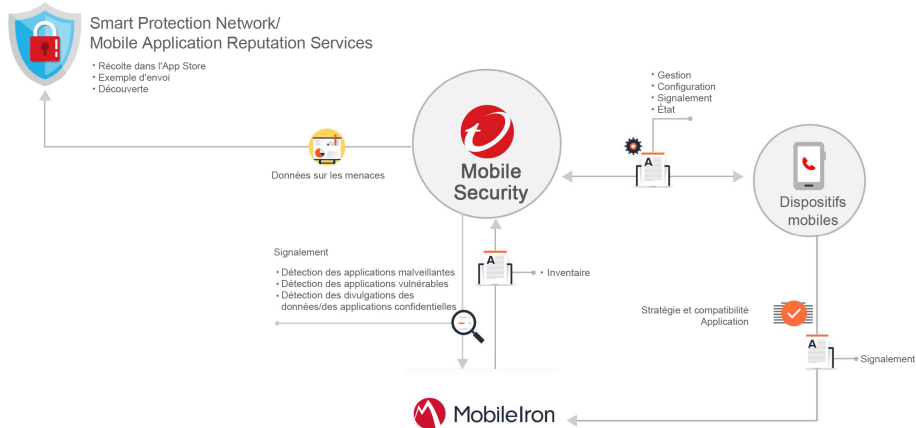 Smart Protection Network/
Mobile Application Reputation Services
• Récolte dans l'App Store
• Exemple d'envoi
• Découverte
Données sur les menaces
Mobile
Security
• Gestion
• Configuration
• Signalement
• État
A
Dispositifs
mobiles
Signalement
• Détection des applications malveillantes
• Détection des applications vulnérables
• Détection des divulgations des
données/des applications confidentielles
A
• Inventaire
Stratégie et compatibilité
Application
A
Signalement
MobileIron